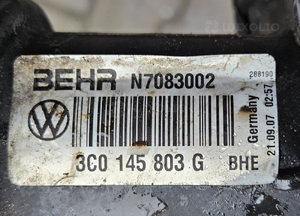 BEHR N7083002
288190
Germany
21.09.07 02:57
3C0 145 803 G BHE